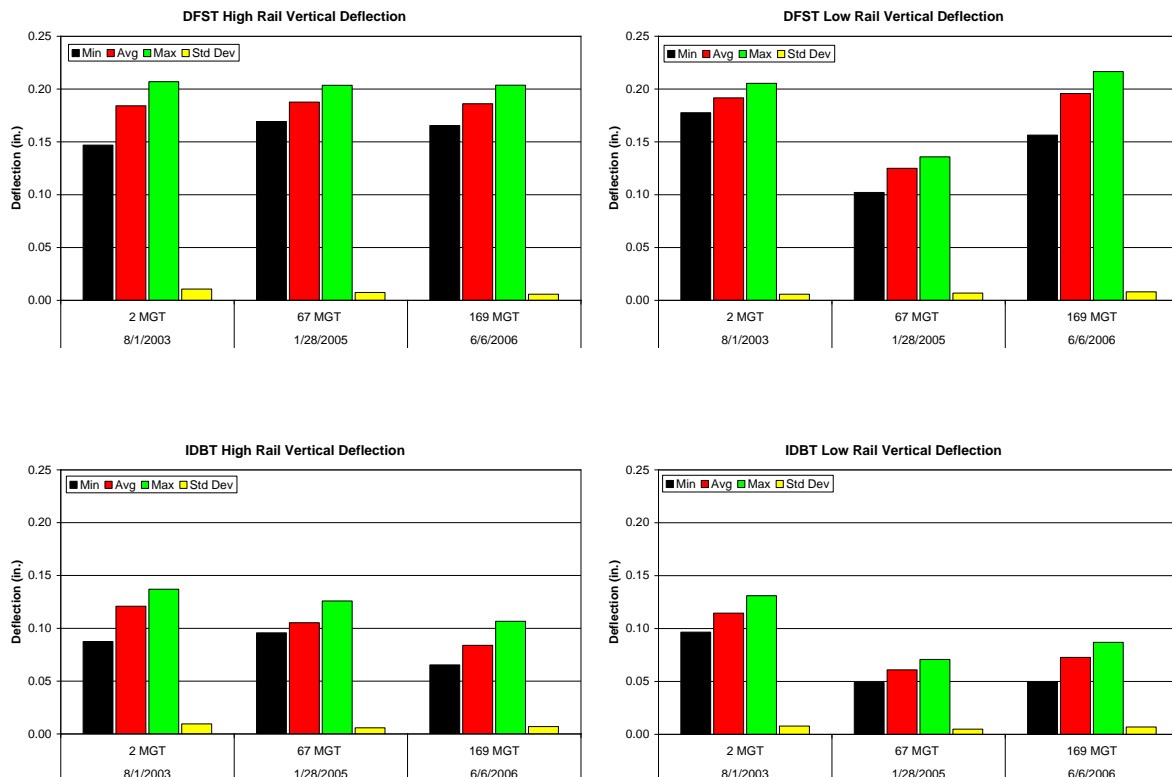 DFST High Rail Vertical Deflection
0.25
Min Avg Max Std Dev
0.20
0.15
0.10
0.05
0.00
Deflection (in.)
2 MGT 67 MGT 169 MGT
8/1/2003 1/28/2005 6/6/2006
DFST Low Rail Vertical Deflection
0.25
Min Avg Max Std Dev
0.20
0.15
0.10
0.05
0.00
Deflection (in.)
2 MGT 67 MGT 169 MGT
8/1/2003 1/28/2005 6/6/2006
IDBT High Rail Vertical Deflection
0.25
Min Avg Max Std Dev
0.20
0.15
0.10
0.05
0.00
Deflection (in.)
2 MGT 67 MGT 169 MGT
8/1/2003 1/28/2005 6/6/2006
IDBT Low Rail Vertical Deflection
0.25
Min Avg Max Std Dev
0.20
0.15
0.10
0.05
0.00
Deflection (in.)
2 MGT 67 MGT 169 MGT
8/1/2003 1/28/2005 6/6/2006